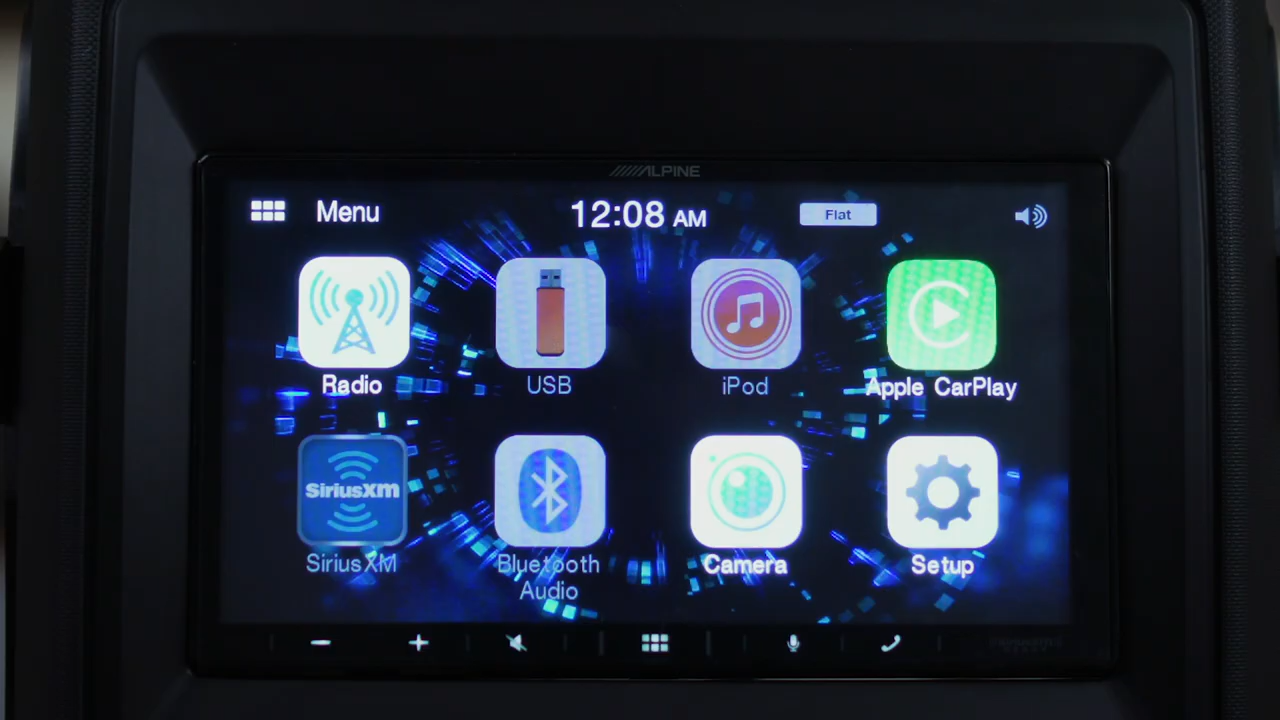 ALPINE
Menu
12:08 AM
Flat
Radio
USB
iPod
Apple CarPlay
SiriusXM
SiriusXM
Bluetooth
Audio
Camera
Setup